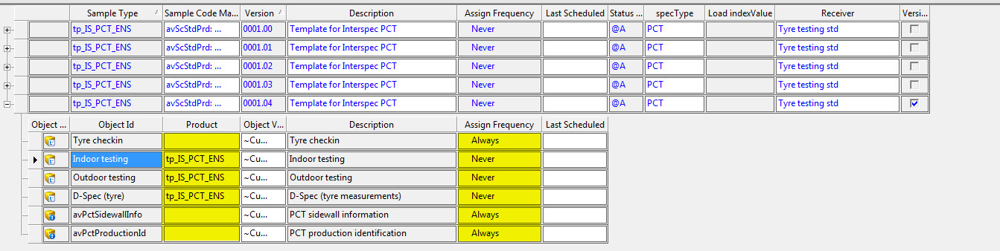 Sample Type Sample Code Ma... Version Description Assign Frequency Last Scheduled Status ... specType Load indexValue Receiver Versi...
tp_IS_PCT_ENS avScStdPrd: ... 0001.00 Template for Interspec PCT Never @A PCT Tyre testing std
tp_IS_PCT_ENS avScStdPrd: ... 0001.01 Template for Interspec PCT Never @A PCT Tyre testing std
tp_IS_PCT_ENS avScStdPrd: ... 0001.02 Template for Interspec PCT Never @A PCT Tyre testing std
tp_IS_PCT_ENS avScStdPrd: ... 0001.03 Template for Interspec PCT Never @A PCT Tyre testing std
tp_IS_PCT_ENS avScStdPrd: ... 0001.04 Template for Interspec PCT Never @A PCT Tyre testing std
Object ... Object Id Product Object V... Description Assign Frequency Last Scheduled
Tyre checkin ~Cu... Tyre checkin Always
Indoor testing tp_IS_PCT_ENS ~Cu... Indoor testing Never
Outdoor testing tp_IS_PCT_ENS ~Cu... Outdoor testing Never
D-Spec (tyre) tp_IS_PCT_ENS ~Cu... D-Spec (tyre measurements) Never
avPctSidewallInfo ~Cu... PCT sidewall information Always
avPctProductionId ~Cu... PCT production identification Always